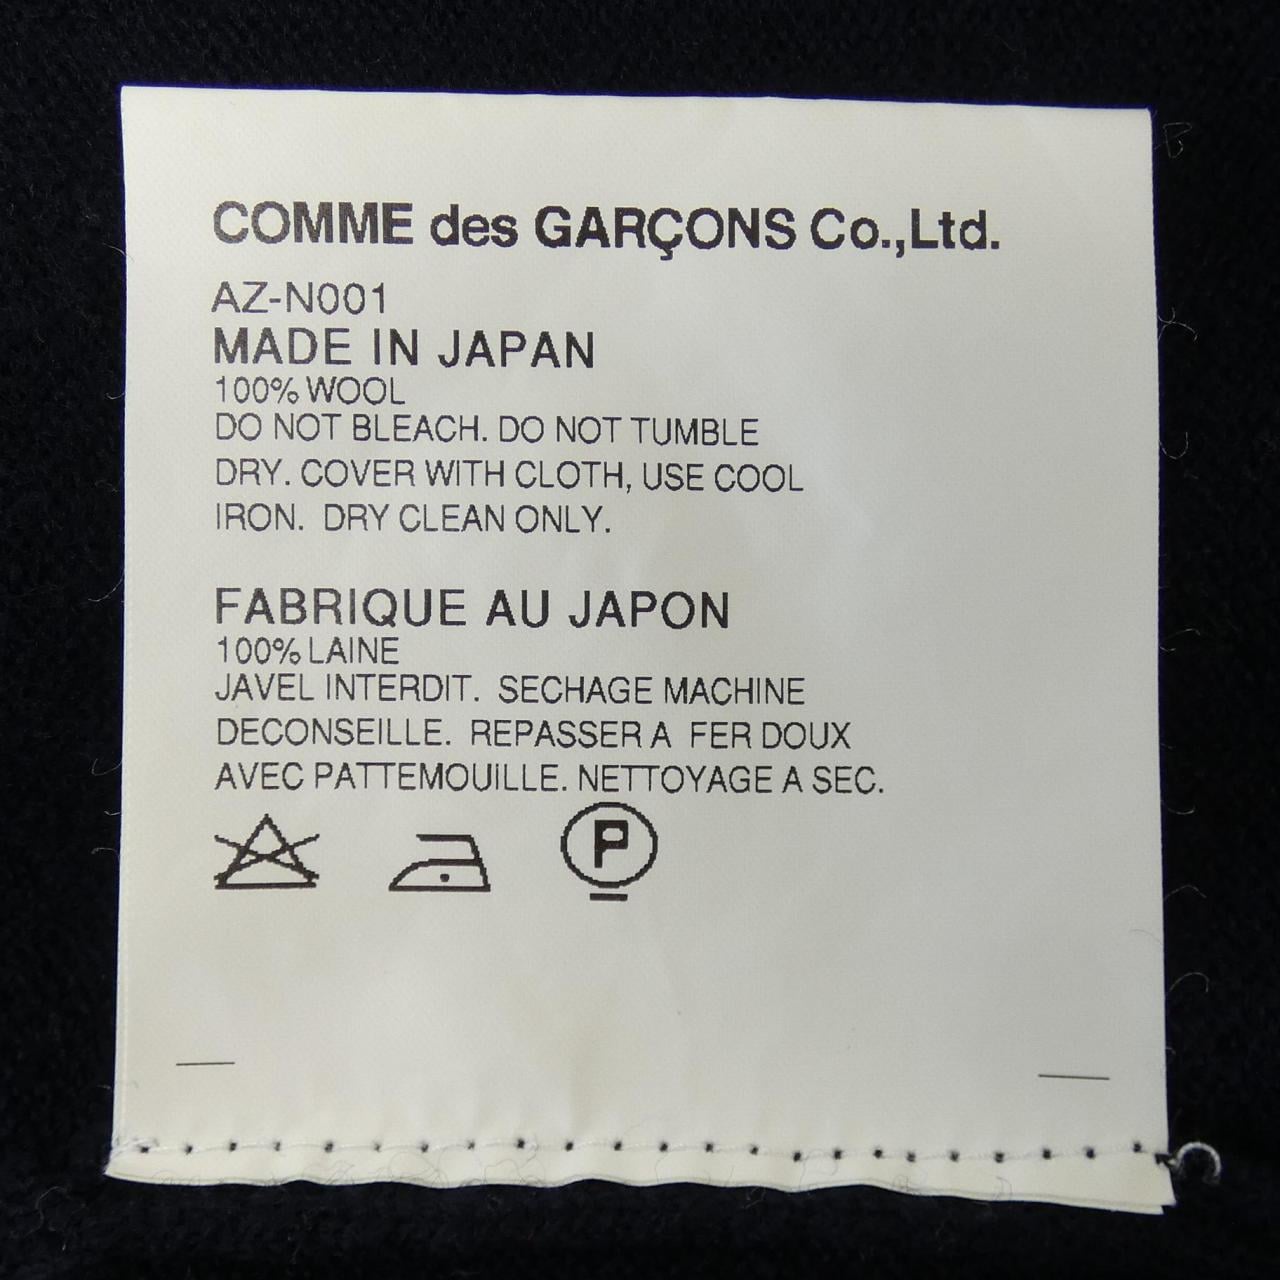 COMME des GARÇONS Co.,Ltd.
AZ-N001
MADE IN JAPAN
100% WOOL
DO NOT BLEACH. DO NOT TUMBLE
DRY. COVER WITH CLOTH, USE COOL
IRON. DRY CLEAN ONLY.
FABRIQUE AU JAPON
100% LAINE
JAVEL INTERDIT. SECHAGE MACHINE
DECONSEILLE. REPASSER A FER DOUX
AVEC PATTEMOUILLE. NETTOYAGE A SEC.
P